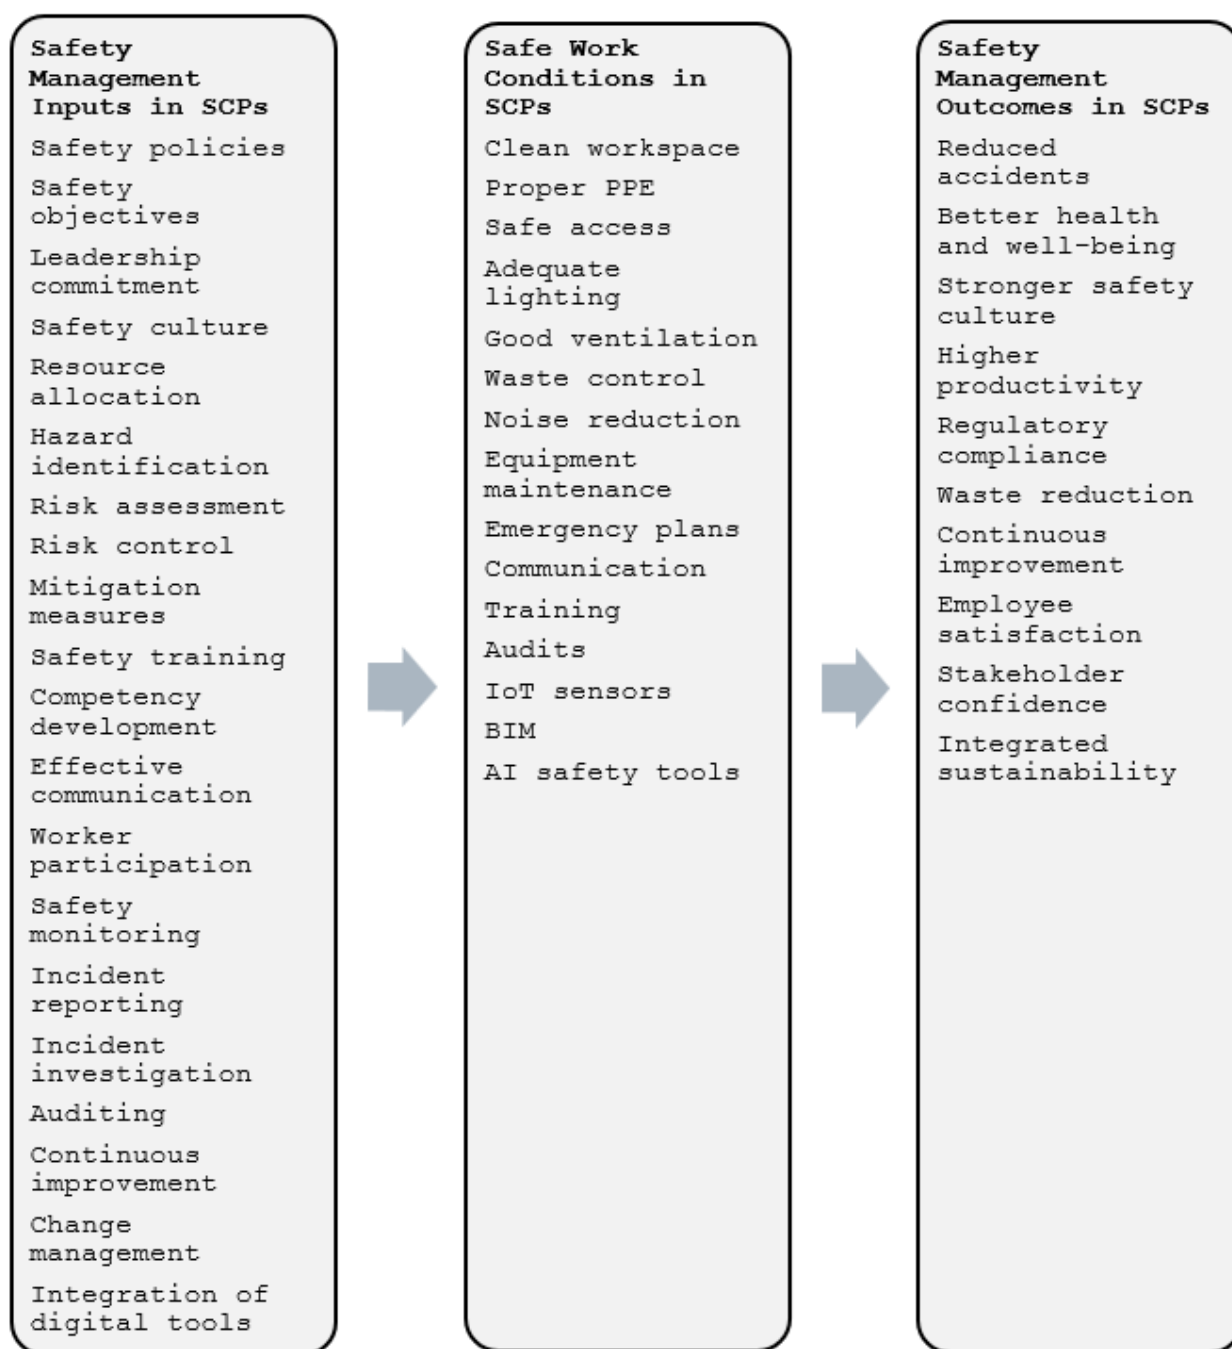 Safety
Management
Inputs in SCPs
Safety policies
Safety
objectives
Leadership
commitment
Safety culture
Resource
allocation
Hazard
identification
Risk assessment
Risk control
Mitigation
measures
Safety training
Competency
development
Effective
communication
Worker
participation
Safety
monitoring
Incident
reporting
Incident
investigation
Auditing
Continuous
improvement
Change
management
Integration of
digital tools
Safe Work
Conditions in
SCPs
Clean workspace
Proper PPE
Safe access
Adequate
lighting
Good ventilation
Waste control
Noise reduction
Equipment
maintenance
Emergency plans
Communication
Training
Audits
IoT sensors
BIM
AI safety tools
Safety
Management
Outcomes in SCPs
Reduced
accidents
Better health
and well-being
Stronger safety
culture
Higher
productivity
Regulatory
compliance
Waste reduction
Continuous
improvement
Employee
satisfaction
Stakeholder
confidence
Integrated
sustainability